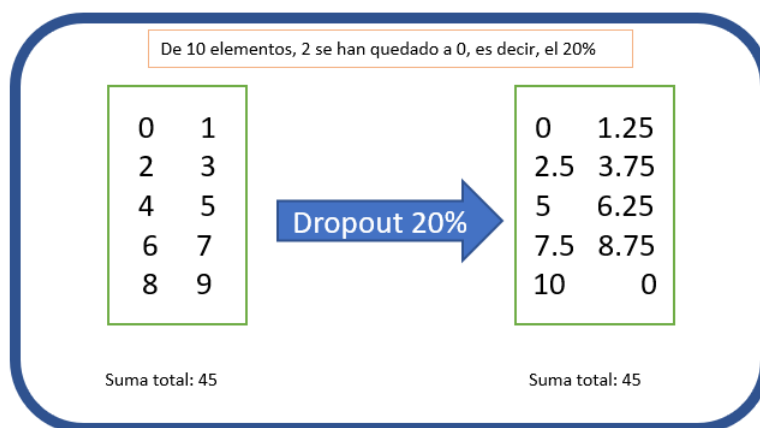 De 10 elementos, 2 se han quedado a 0, es decir, el 20%
0 1
2 3
4 5
6 7
8 9
Dropout 20%
0 1.25
2.5 3.75
5 6.25
7.5 8.75
10 0
Suma total: 45
Suma total: 45